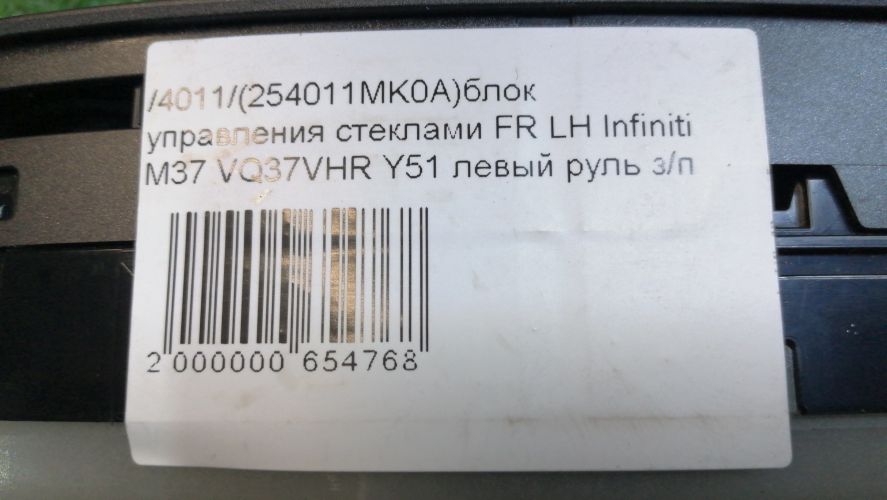 /4011/(254011MK0A)блок
управления стеклами FR LH Infiniti
M37 VQ37VHR Y51 левый руль з/п
2 000000 654768